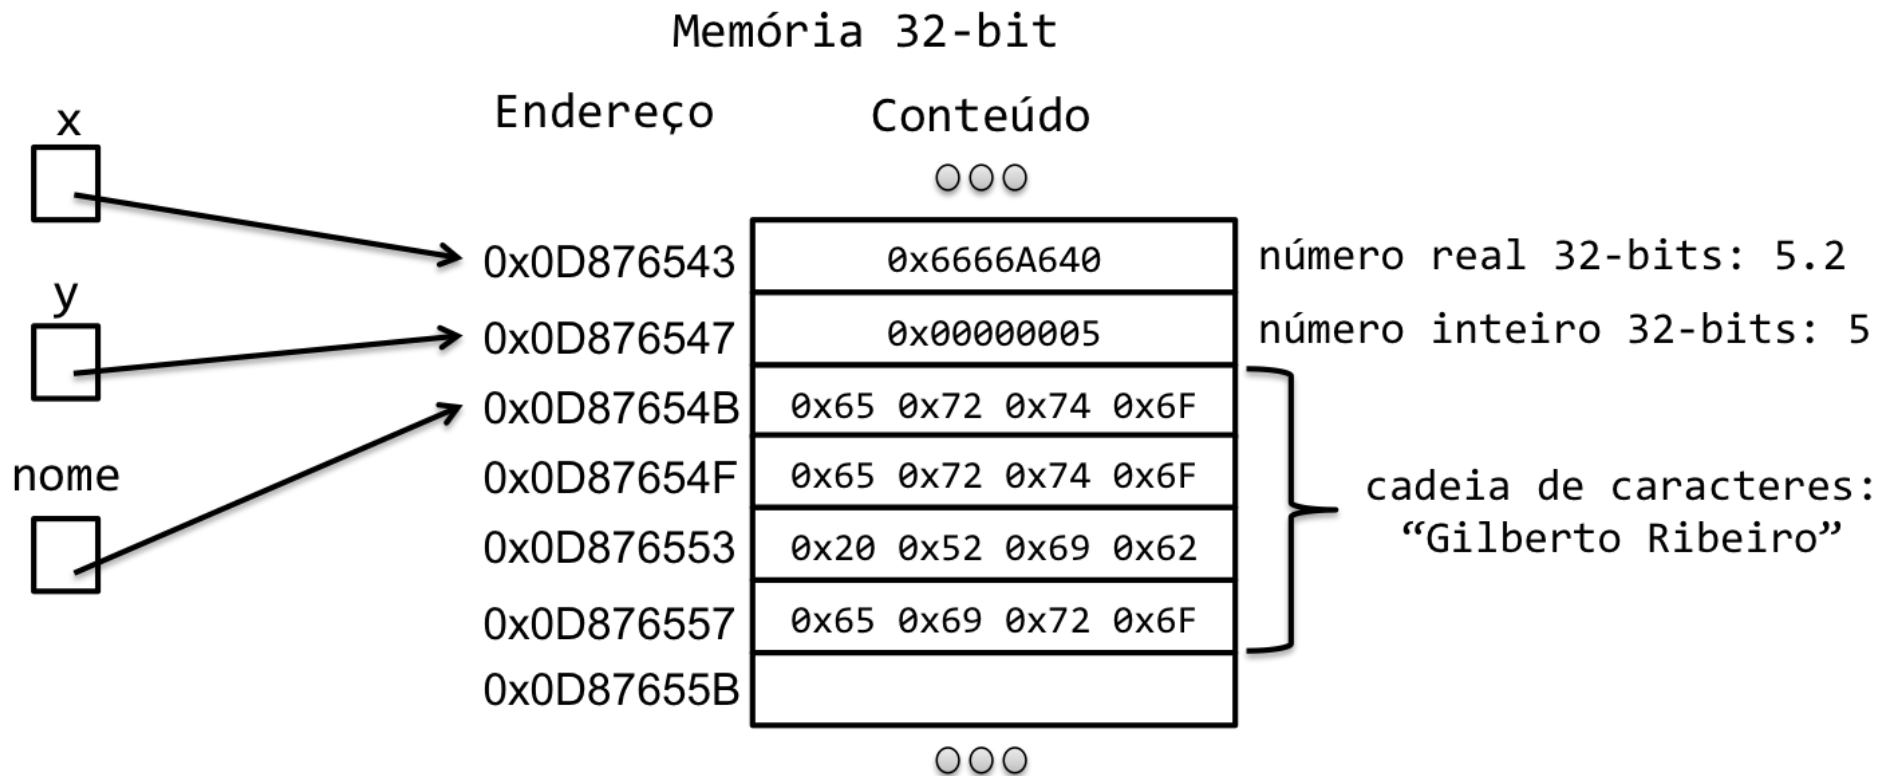 Memória 32-bit
Endereço Conteúdo
x
0x0D876543 0x6666A640 número real 32-bits: 5.2
y
0x0D876547 0x00000005 número inteiro 32-bits: 5
0x0D87654B 0x65 0x72 0x74 0x6F
nome
0x0D87654F 0x65 0x72 0x74 0x6F
cadeia de caracteres:
“Gilberto Ribeiro”
0x0D876553 0x20 0x52 0x69 0x62
0x0D876557 0x65 0x69 0x72 0x6F
0x0D87655B